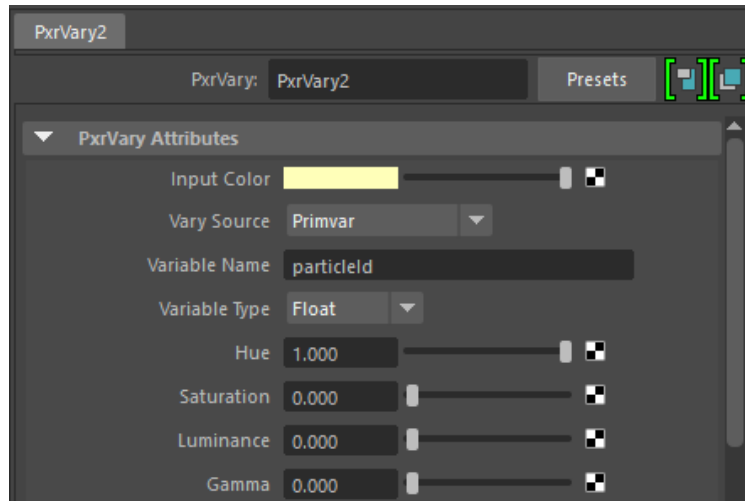 PxrVary2
PxrVary: PxrVary2 Presets
PxrVary Attributes
Input Color
Vary Source Primvar
Variable Name particleId
Variable Type Float
Hue 1.000
Saturation 0.000
Luminance 0.000
Gamma 0.000